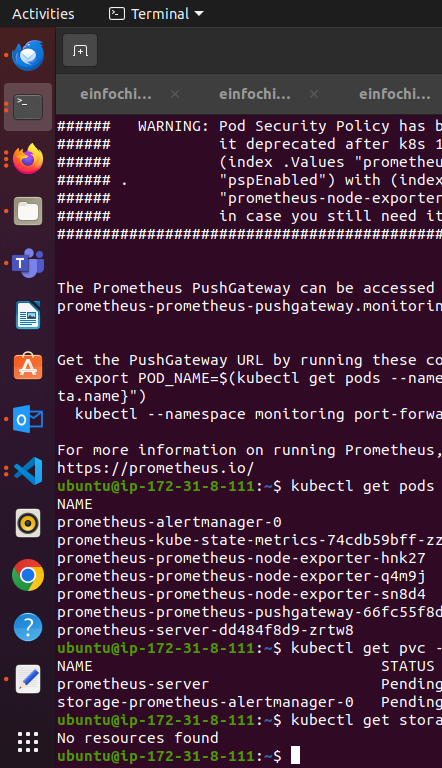 Activities
Terminal
einfochi...
einfochi...
einfochi...
###### WARNING: Pod Security Policy has b
###### it deprecated after k8s 1
###### (index .Values "prometheu
###### . "pspEnabled") with (index
###### "prometheus-node-exporter
###### in case you still need it
###########################################
The Prometheus PushGateway can be accessed
prometheus-prometheus-pushgateway.monitorin
Get the PushGateway URL by running these co
export POD_NAME=$(kubectl get pods --name
ta.name}")
kubectl --namespace monitoring port-forwa
For more information on running Prometheus,
https://prometheus.io/
ubuntu@ip-172-31-8-111:~$ kubectl get pods
NAME
prometheus-alertmanager-0
prometheus-kube-state-metrics-74cdb59bff-zz
prometheus-prometheus-node-exporter-hnk27
prometheus-prometheus-node-exporter-q4m9j
prometheus-prometheus-node-exporter-sn8d4
prometheus-prometheus-pushgateway-66fc55f8d
prometheus-server-dd484f8d9-zrtw8
ubuntu@ip-172-31-8-111:~$ kubectl get pvc -
NAME STATUS
prometheus-server Pending
storage-prometheus-alertmanager-0 Pending
ubuntu@ip-172-31-8-111:~$ kubectl get stora
No resources found
ubuntu@ip-172-31-8-111:~$